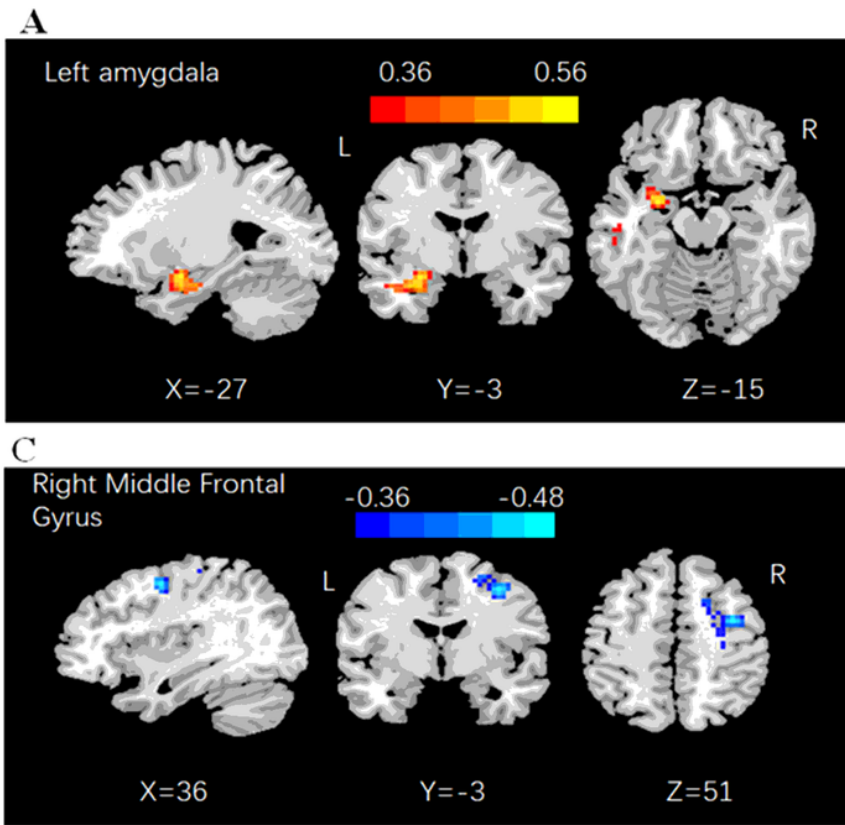 A
Left amygdala
0.36 0.56
L
R
X=-27 Y=-3 Z=-15
C
Right Middle Frontal
Gyrus
-0.36 -0.48
L
R
X=36 Y=-3 Z=51